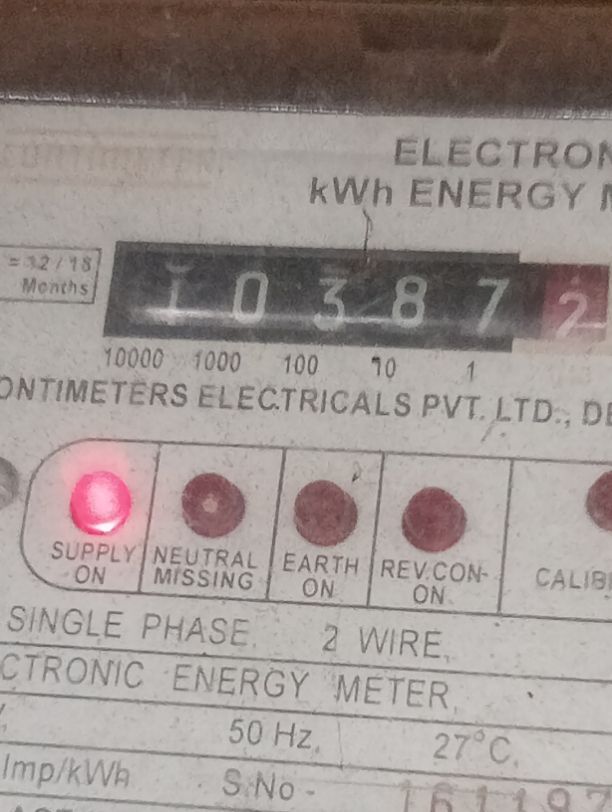 ELECTRON
kWh ENERGY M
= 12 / 18
Months
1 0 3 8 7 2
10000 1000 100 10 1
ONTIMETERS ELECTRICALS PVT. LTD., DE
SUPPLY ON
NEUTRAL MISSING
EARTH ON
REV.CON- ON
CALIB
SINGLE PHASE, 2 WIRE,
CTRONIC ENERGY METER,
50 Hz, 27°C,
Imp/kWh S.No -